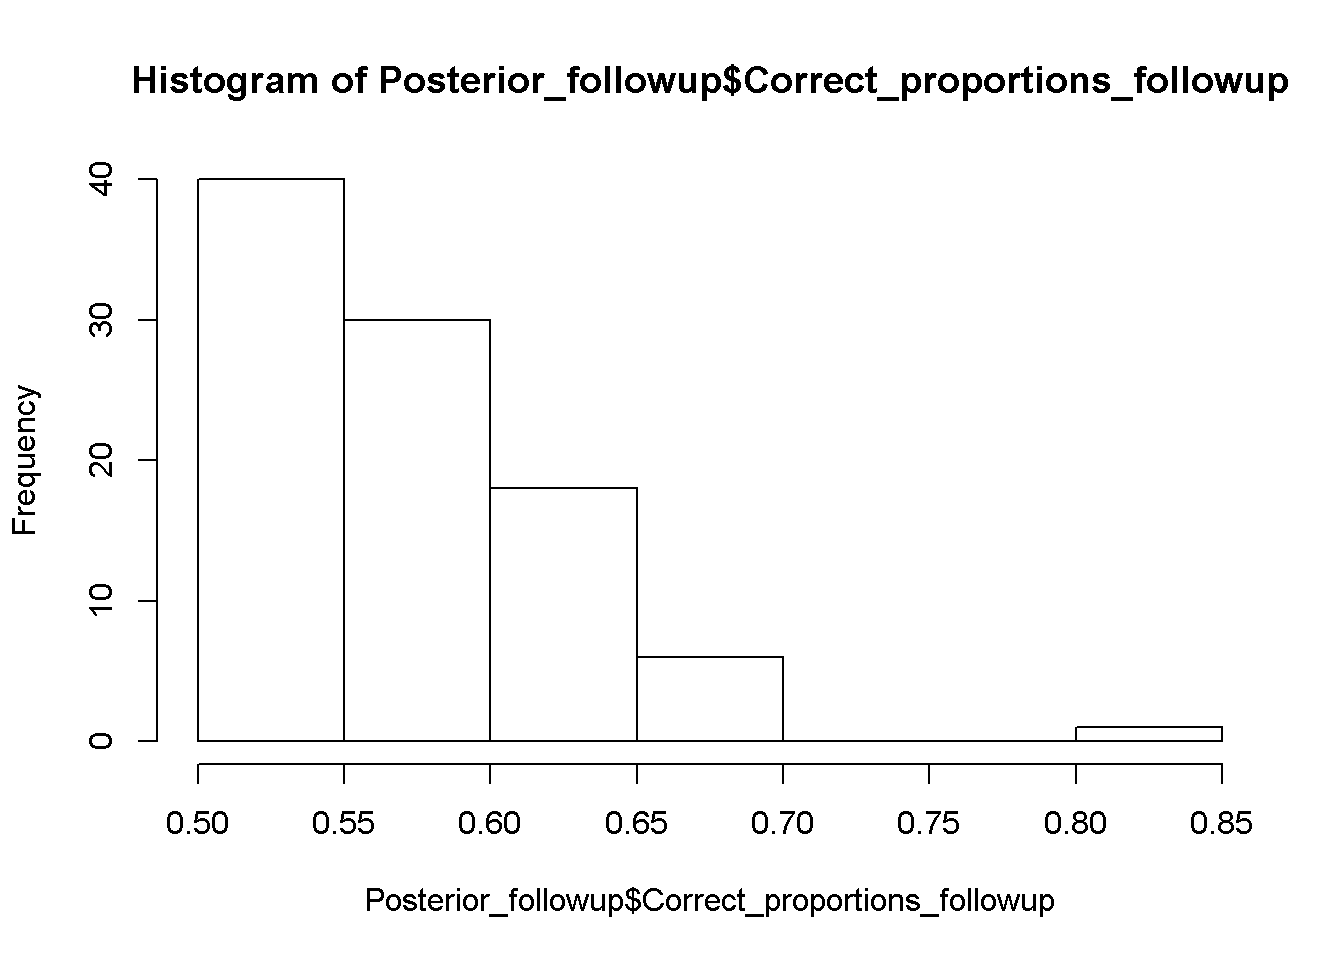 Histogram of Posterior_followup$Correct_proportions_followup
40
30
20
10
0
Frequency
0.50 0.55 0.60 0.65 0.70 0.75 0.80 0.85
Posterior_followup$Correct_proportions_followup